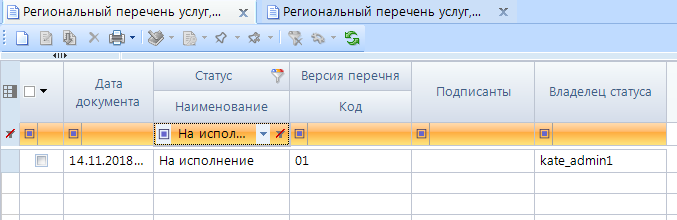 Региональный перечень услуг,... Региональный перечень услуг,...
Дата документа Статус Версия перечня Подписанты Владелец статуса
Наименование Код
На испол...
14.11.2018... На исполнение 01 kate_admin1